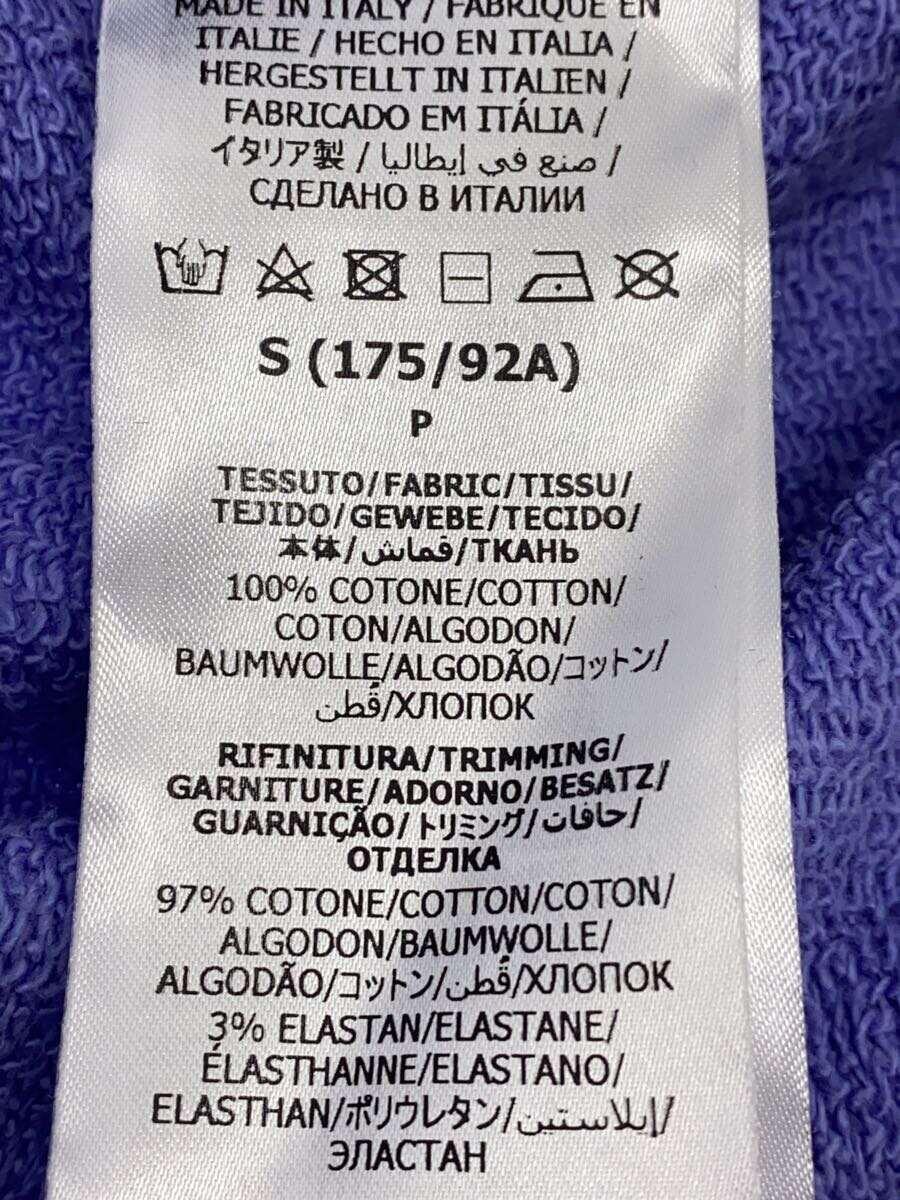 MADE IN ITALY / FABRIQUÉ EN
ITALIE / HECHO EN ITALIA /
HERGESTELLT IN ITALIEN /
FABRICADO EM ITÁLIA /
イタリア製 / صنع في إيطاليا /
СДЕЛАНО В ИТАЛИИ
S (175/92A)
P
TESSUTO/FABRIC/TISSU/
TEJIDO/GEWEBE/TECIDO/
本体/قماش/ТКАНЬ
100% COTONE/COTTON/
COTON/ALGODON/
BAUMWOLLE/ALGODÃO/コットン/
قطن/ХЛОПОК
RIFINITURA/TRIMMING/
GARNITURE/ADORNO/BESATZ/
GUARNIÇÃO/トリミング/حافات/
ОТДЕЛКА
97% COTONE/COTTON/COTON/
ALGODON/BAUMWOLLE/
ALGODÃO/コットン/قطن/ХЛОПОК
3% ELASTAN/ELASTANE/
ÉLASTHANNE/ELASTANO/
ELASTHAN/ポリウレタン/إيلاستين/
ЭЛАСТАН